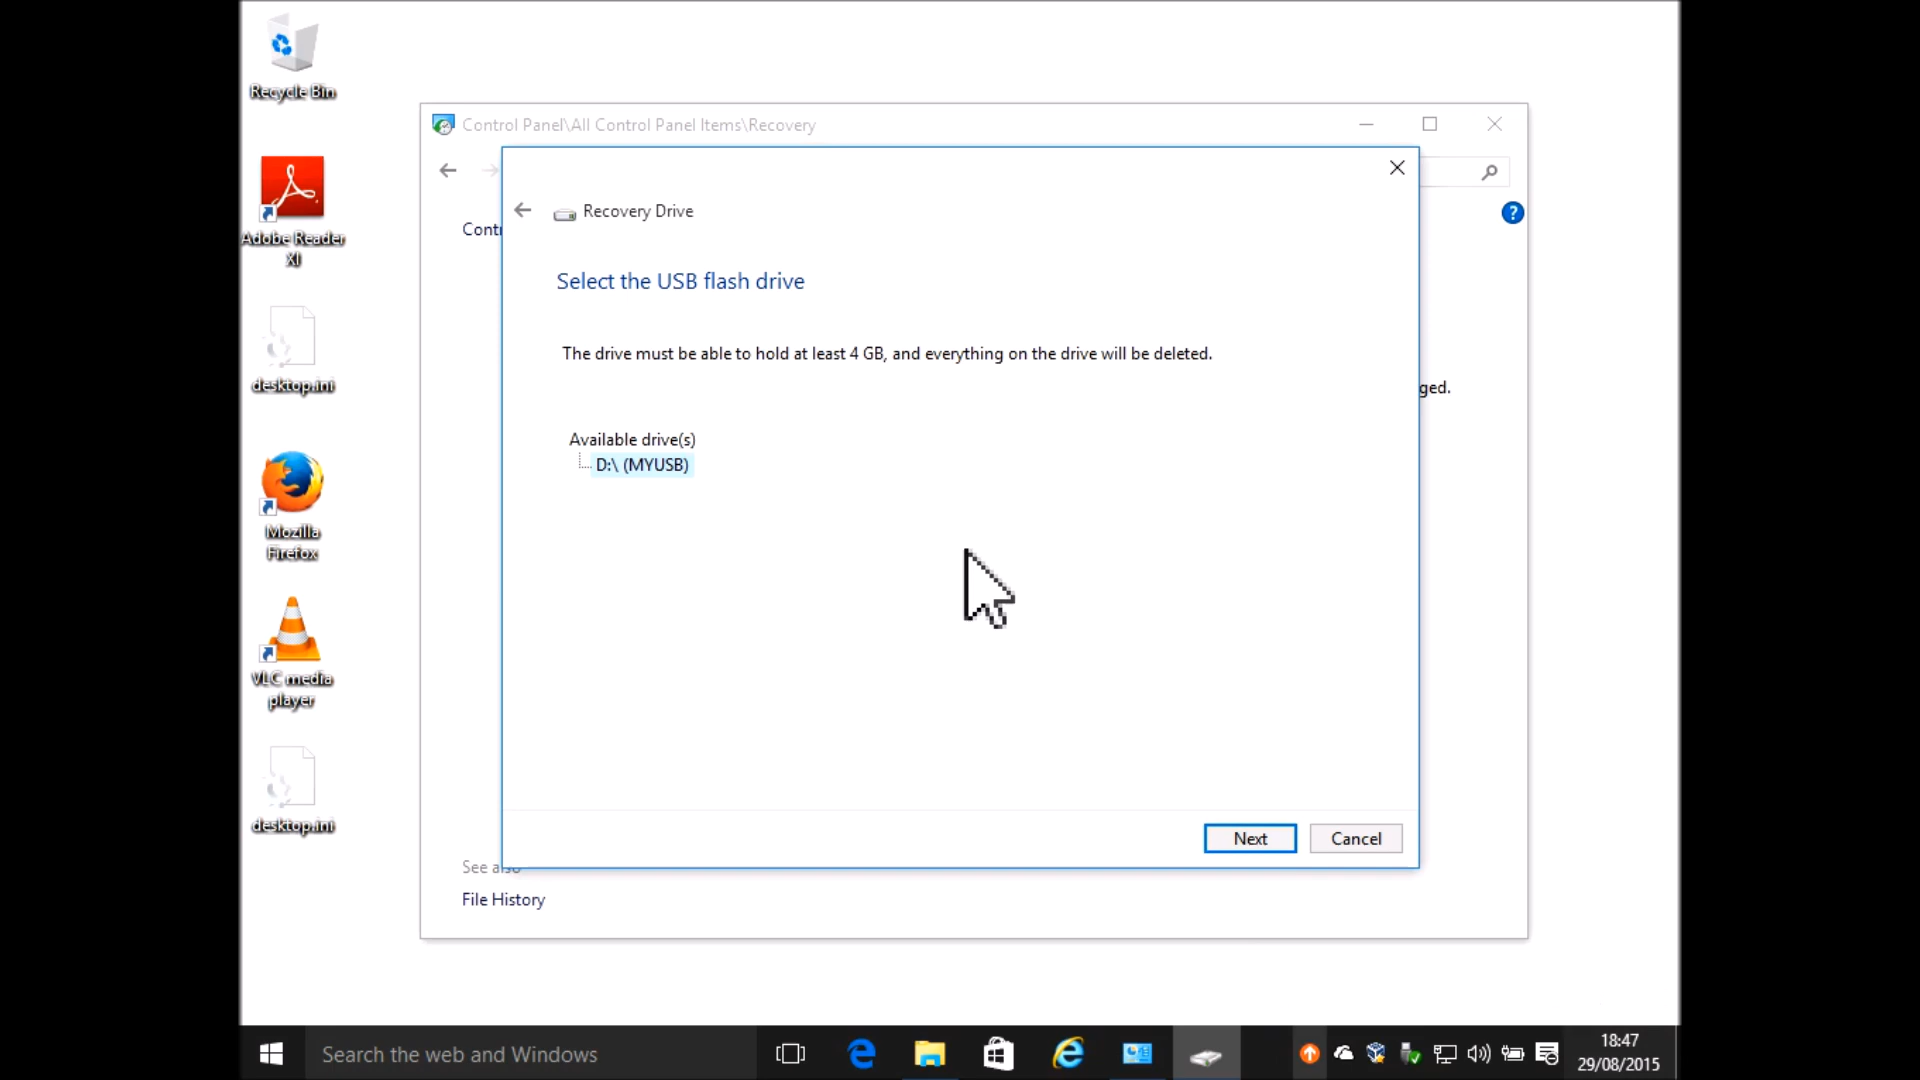 Recycle Bin
Adobe Reader
XI
desktop.ini
Mozilla
Firefox
VLC media
player
desktop.ini
Control Panel\All Control Panel Items\Recovery
Recovery Drive
Contr
Select the USB flash drive
The drive must be able to hold at least 4 GB, and everything on the drive will be deleted.
ged.
Available drive(s)
D:\ (MYUSB)
Next
Cancel
See also
File History
Search the web and Windows
18:47
29/08/2015